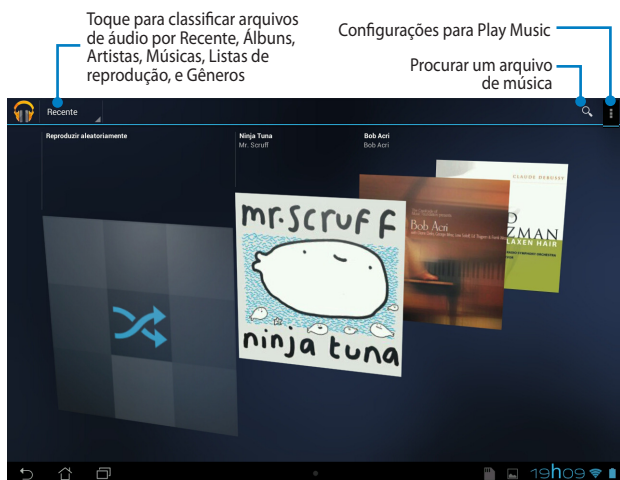 Toque para classificar arquivos
de áudio por Recente, Álbuns,
Artistas, Músicas, Listas de
reprodução, e Gêneros
Configurações para Play Music
Procurar um arquivo
de música
Recente
Reproduzir aleatoriamente
Ninja Tuna
Mr. Scruff
Bob Acri
Bob Acri
mr.scruff
ninja tuna
Bob Acri
CLAUDE DEBUSSY
D
ZMAN
LAXEN HAIR
19h09